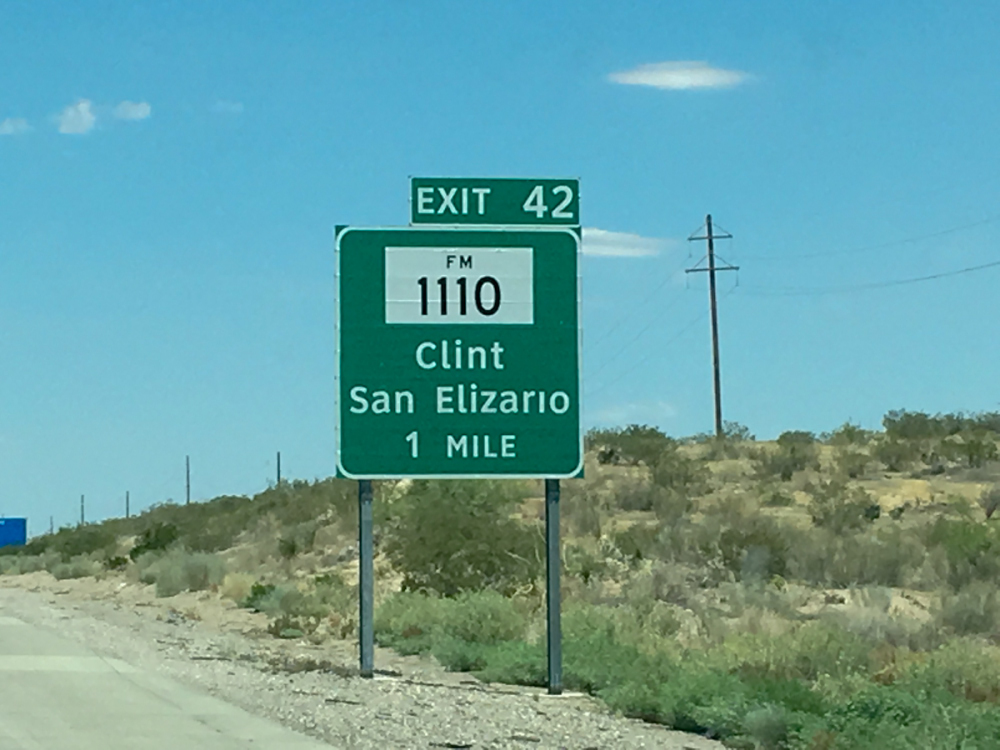 EXIT 42
FM
1110
Clint
San Elizario
1 MILE